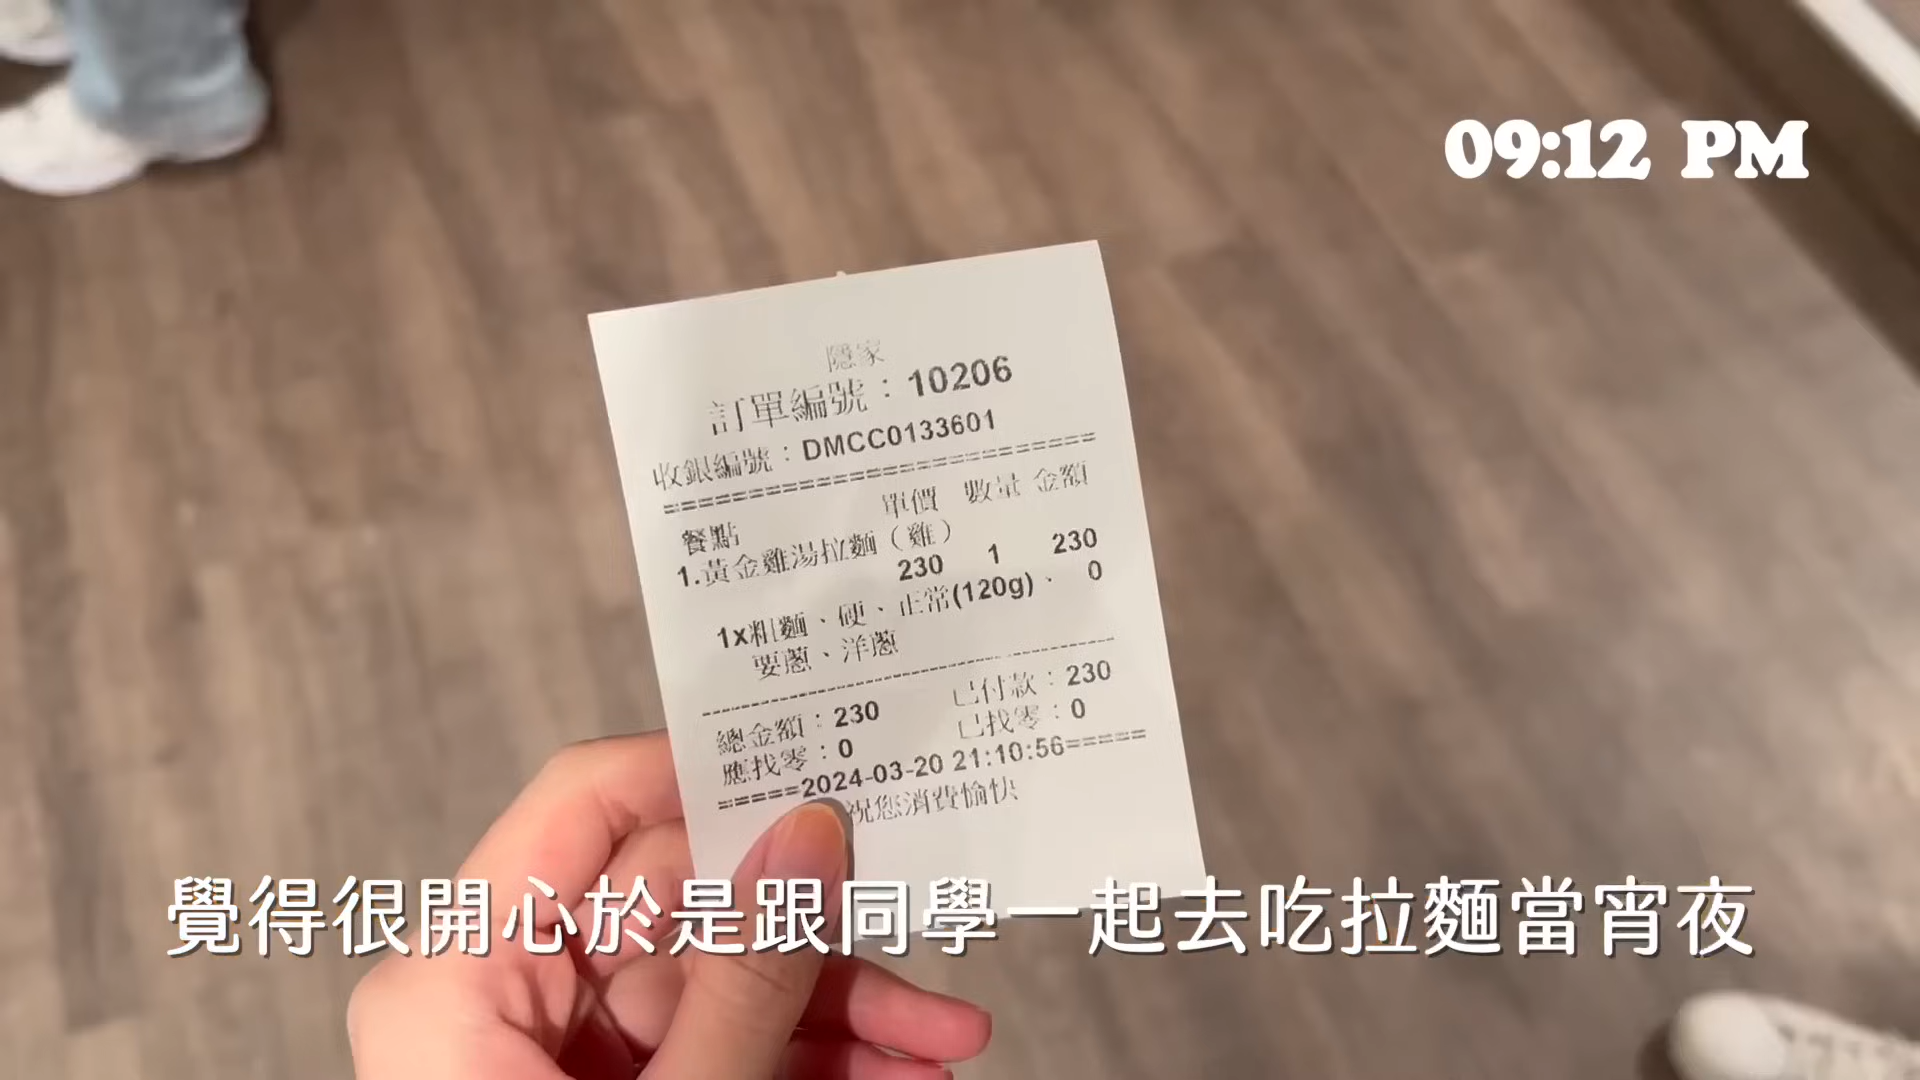 09:12 PM
隱家
訂單編號：10206
收銀編號：DMCC0133601
==============================
餐點 單價 數量 金額
1.黃金雞湯拉麵（雞）
230 1 230
1x粗麵、硬、正常(120g)、 0
要蔥、洋蔥
--------------------------------------------------
總金額：230 已付款：230
應找零：0 已找零：0
=====2024-03-20 21:10:56=====
祝您消費愉快
覺得很開心於是跟同學一起去吃拉麵當宵夜